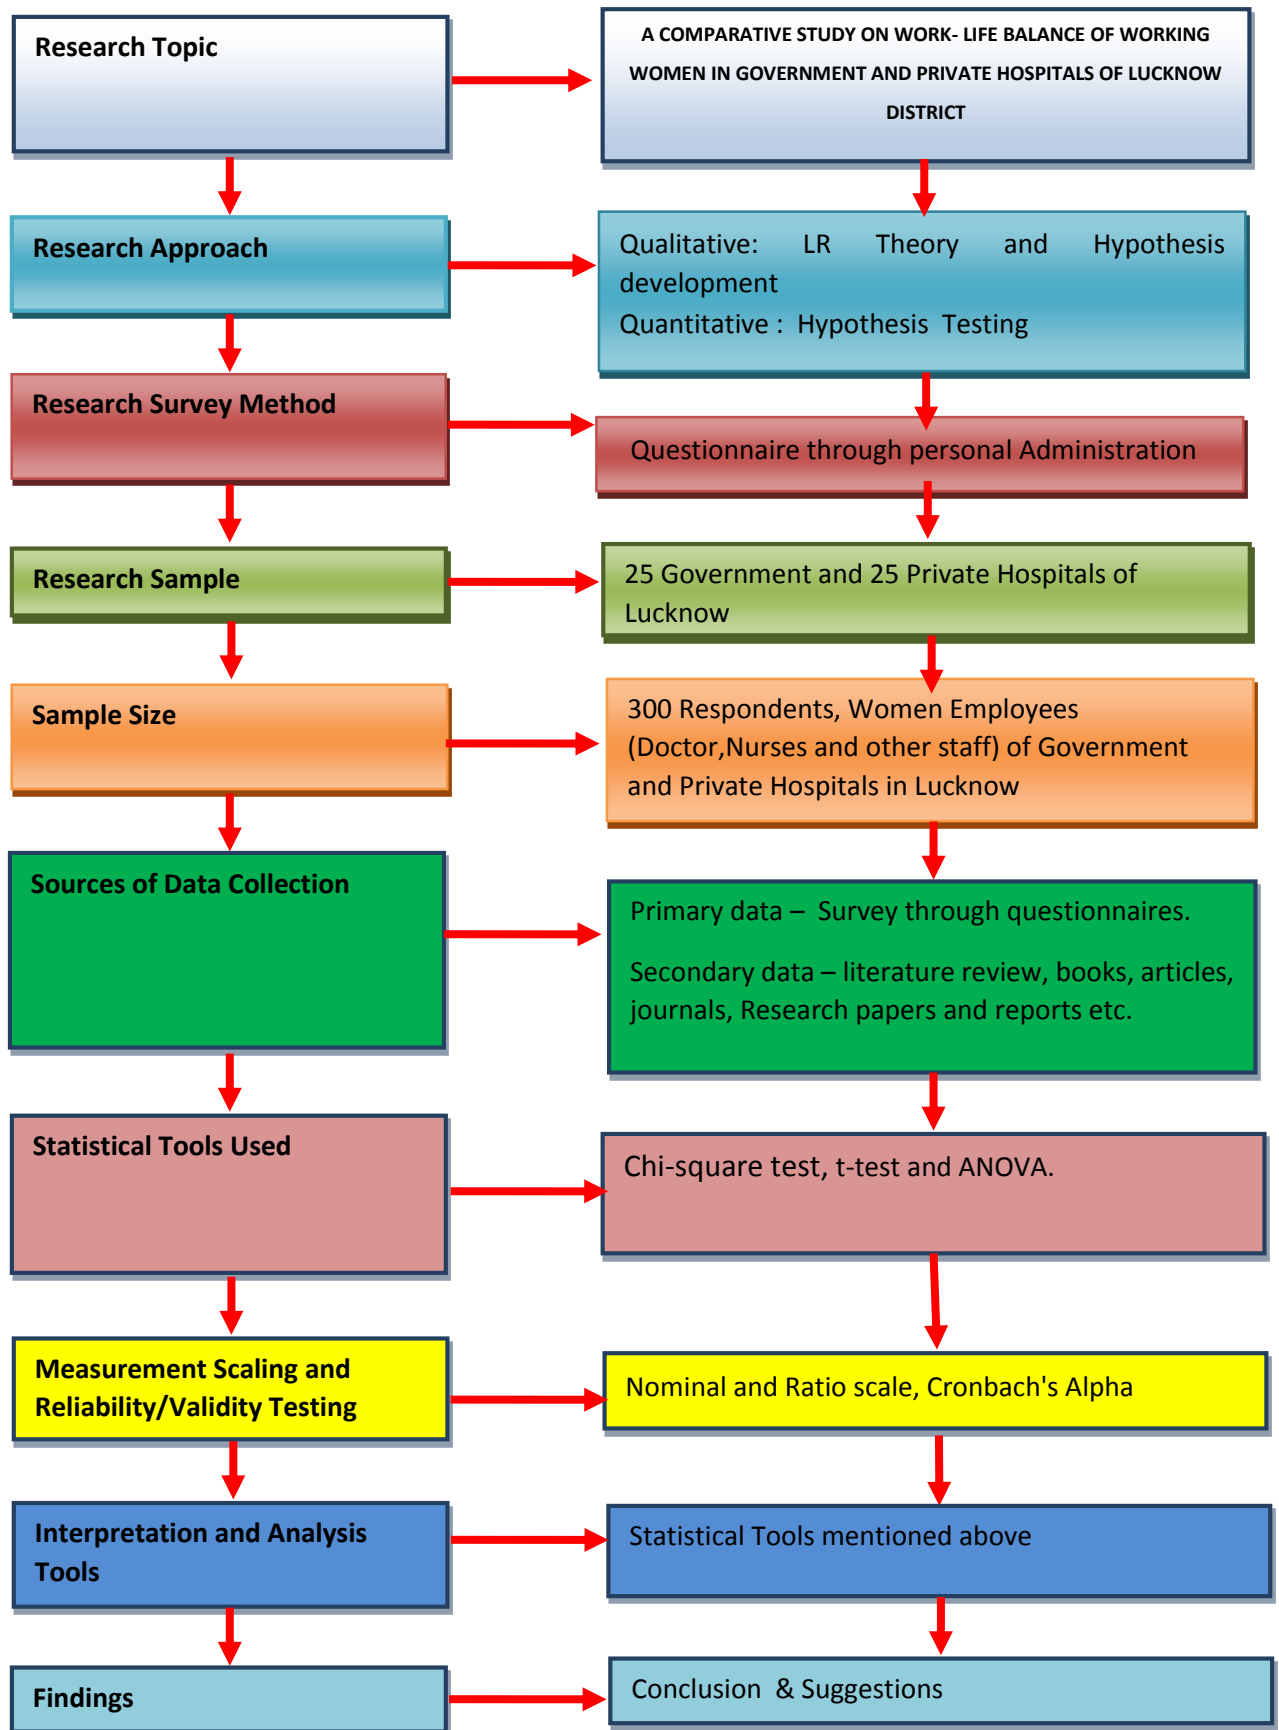 Research Topic
A COMPARATIVE STUDY ON WORK- LIFE BALANCE OF WORKING
WOMEN IN GOVERNMENT AND PRIVATE HOSPITALS OF LUCKNOW
DISTRICT
Research Approach
Qualitative: LR Theory and Hypothesis
development
Quantitative : Hypothesis Testing
Research Survey Method
Questionnaire through personal Administration
Research Sample
25 Government and 25 Private Hospitals of
Lucknow
Sample Size
300 Respondents, Women Employees
(Doctor,Nurses and other staff) of Government
and Private Hospitals in Lucknow
Sources of Data Collection
Primary data – Survey through questionnaires.
Secondary data – literature review, books, articles,
journals, Research papers and reports etc.
Statistical Tools Used
Chi-square test, t-test and ANOVA.
Measurement Scaling and
Reliability/Validity Testing
Nominal and Ratio scale, Cronbach's Alpha
Interpretation and Analysis
Tools
Statistical Tools mentioned above
Findings
Conclusion & Suggestions